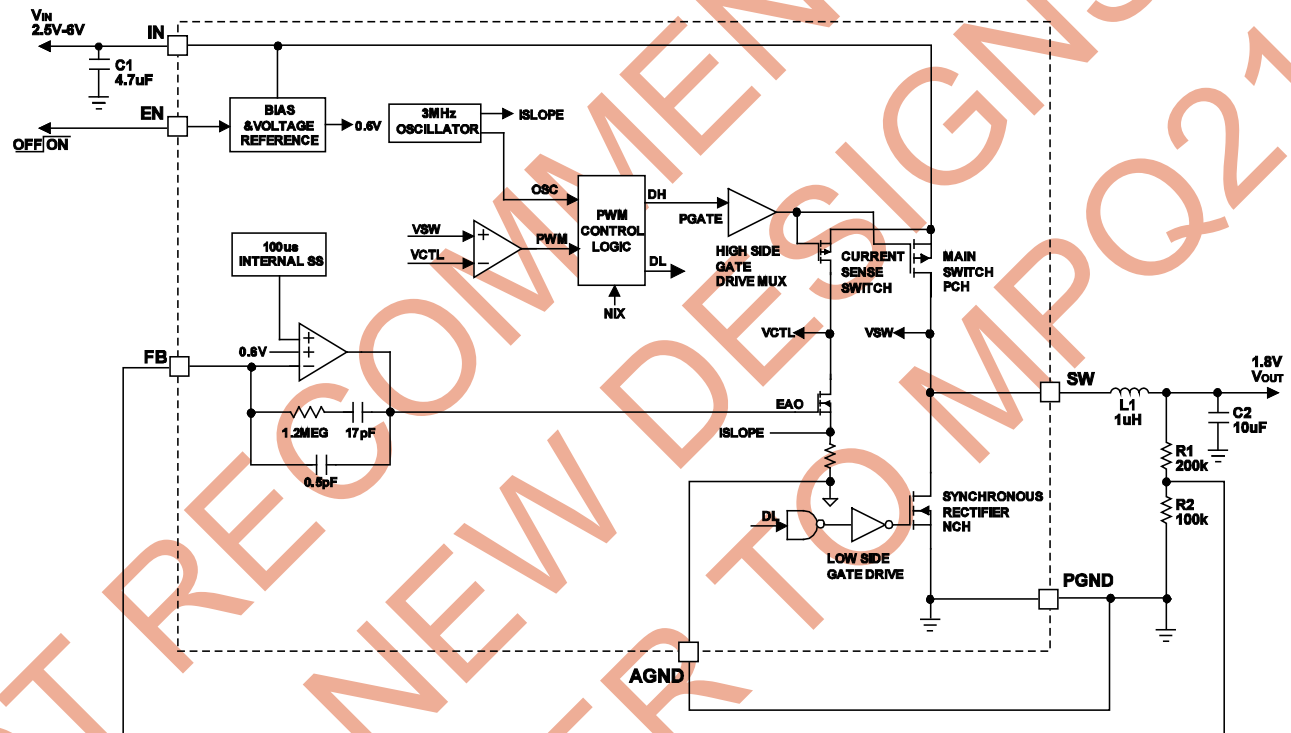 VIN
2.5V-6V
IN
C1
4.7uF
EN
OFF ON
BIAS
&VOLTAGE
REFERENCE
0.6V
3MHz
OSCILLATOR
ISLOPE
OSC
VSW
VCTL
+
−
PWM
PWM
CONTROL
LOGIC
DH
DL
NIX
PGATE
HIGH SIDE
GATE
DRIVE MUX
CURRENT
SENSE
SWITCH
MAIN
SWITCH
PCH
100us
INTERNAL SS
VCTL
VSW
FB
0.6V
+
+
−
1.2MEG
17pF
0.5pF
EAO
ISLOPE
SW
L1
1uH
1.8V
VOUT
C2
10uF
R1
200k
R2
100k
DL
LOW SIDE
GATE DRIVE
SYNCHRONOUS
RECTIFIER
NCH
PGND
AGND
T RECOMMEN
NEW DESIGNS
ER TO MPQ21